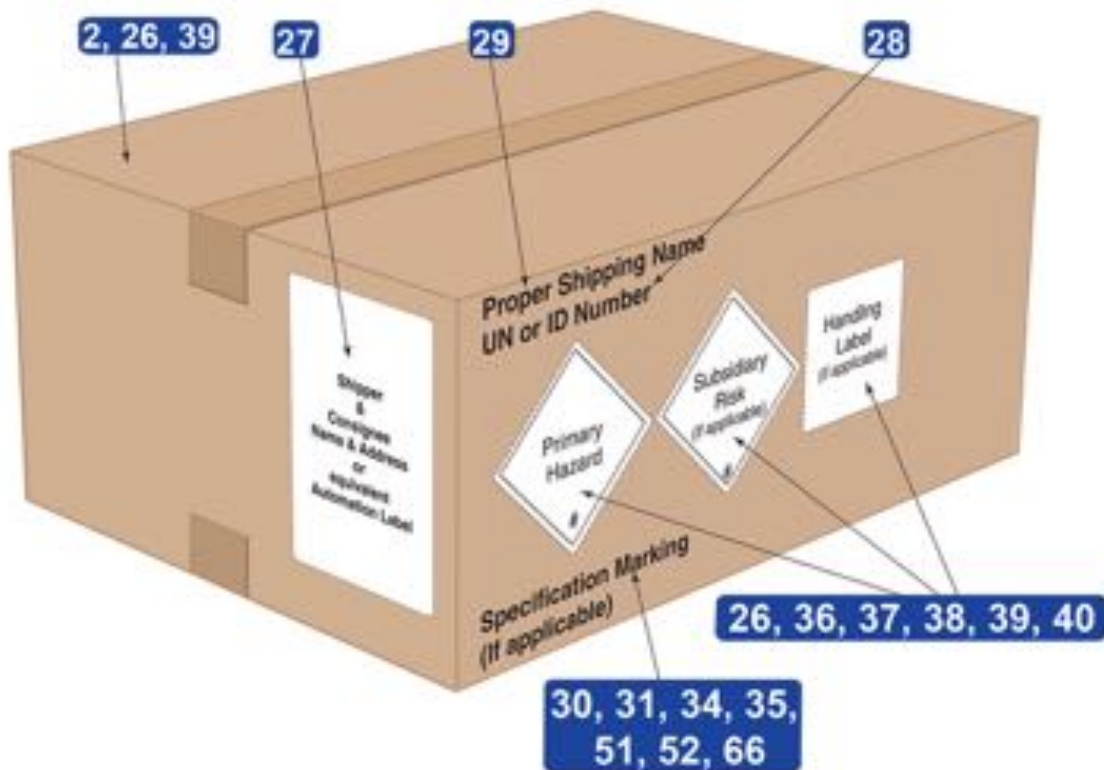 2, 26, 39
27
29
28
Proper Shipping Name
UN or ID Number
Shipper
&
Consignee
Name & Address
or
equivalent
Automation Label
Primary
Hazard
#
Subsidiary
Risk
(if applicable)
#
Handling
Label
(if applicable)
Specification Marking
(If applicable)
26, 36, 37, 38, 39, 40
30, 31, 34, 35,
51, 52, 66